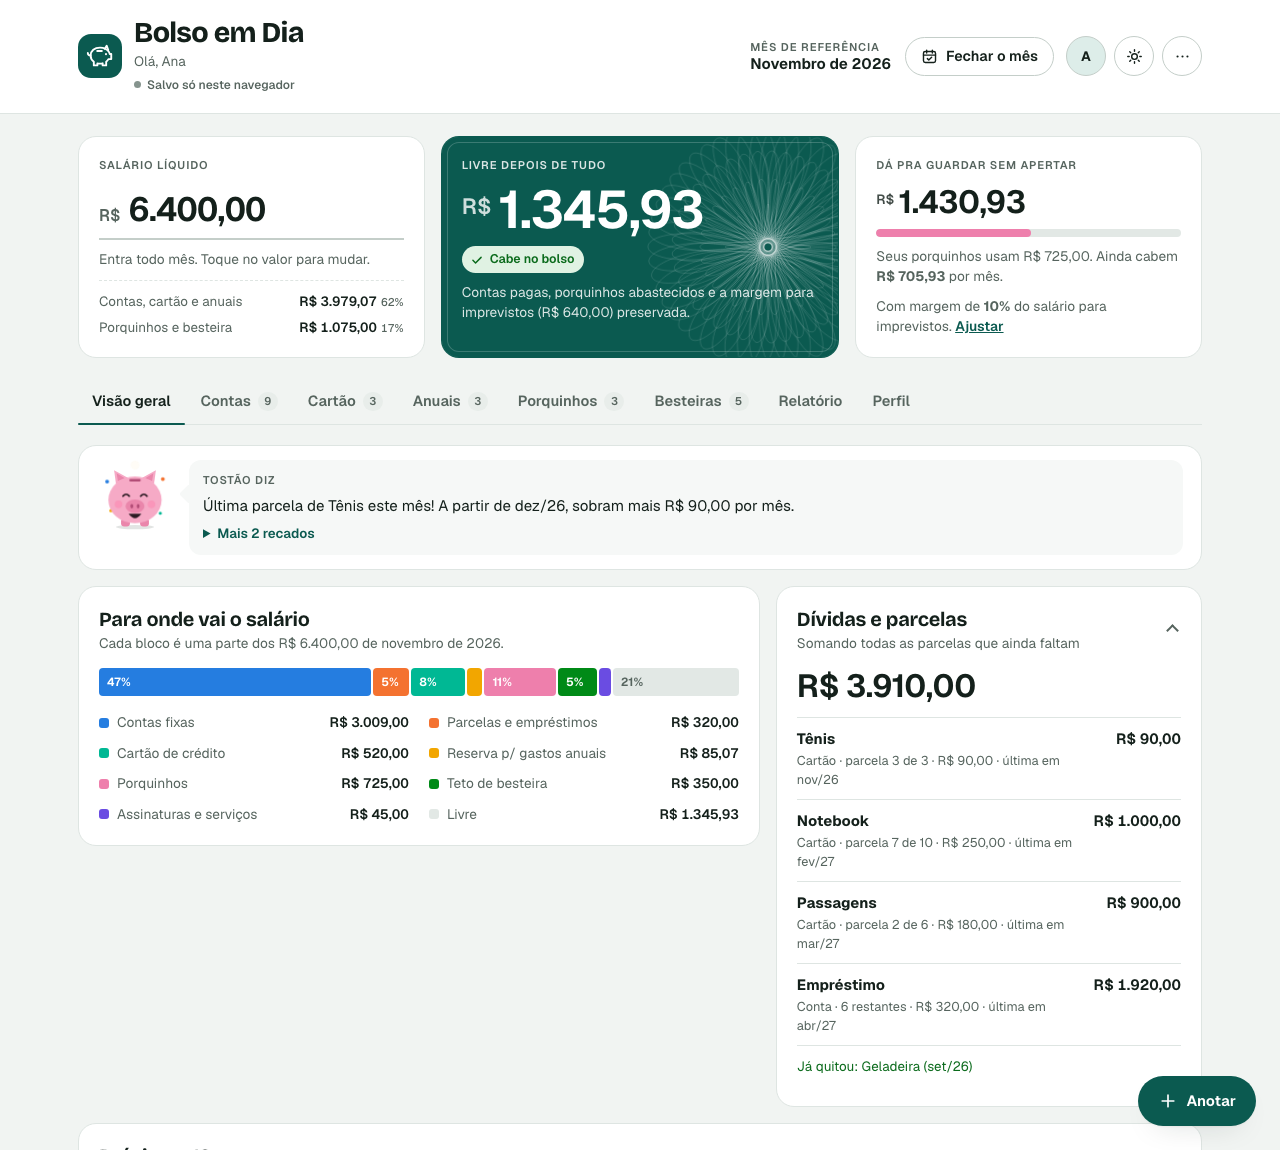 Bolso em Dia
Olá, Ana
Salvo só neste navegador
MÊS DE REFERÊNCIA
Novembro de 2026
Fechar o mês
A
SALÁRIO LÍQUIDO
R$ 6.400,00
Entra todo mês. Toque no valor para mudar.
Contas, cartão e anuais R$ 3.979,07 62%
Porquinhos e besteira R$ 1.075,00 17%
LIVRE DEPOIS DE TUDO
R$ 1.345,93
Cabe no bolso
Contas pagas, porquinhos abastecidos e a margem para
imprevistos (R$ 640,00) preservada.
DÁ PRA GUARDAR SEM APERTAR
R$ 1.430,93
Seus porquinhos usam R$ 725,00. Ainda cabem
R$ 705,93 por mês.
Com margem de 10% do salário para
imprevistos. Ajustar
Visão geral Contas 9 Cartão 3 Anuais 3 Porquinhos 3 Besteiras 5 Relatório Perfil
TOSTÃO DIZ
Última parcela de Tênis este mês! A partir de dez/26, sobram mais R$ 90,00 por mês.
Mais 2 recados
Para onde vai o salário
Cada bloco é uma parte dos R$ 6.400,00 de novembro de 2026.
47% 5% 8% 11% 5% 21%
Contas fixas R$ 3.009,00 Parcelas e empréstimos R$ 320,00
Cartão de crédito R$ 520,00 Reserva p/ gastos anuais R$ 85,07
Porquinhos R$ 725,00 Teto de besteira R$ 350,00
Assinaturas e serviços R$ 45,00 Livre R$ 1.345,93
Dívidas e parcelas
Somando todas as parcelas que ainda faltam
R$ 3.910,00
Tênis R$ 90,00
Cartão · parcela 3 de 3 · R$ 90,00 · última em
nov/26
Notebook R$ 1.000,00
Cartão · parcela 7 de 10 · R$ 250,00 · última em
fev/27
Passagens R$ 900,00
Cartão · parcela 2 de 6 · R$ 180,00 · última em
mar/27
Empréstimo R$ 1.920,00
Conta · 6 restantes · R$ 320,00 · última em
abr/27
Já quitou: Geladeira (set/26)
Anotar